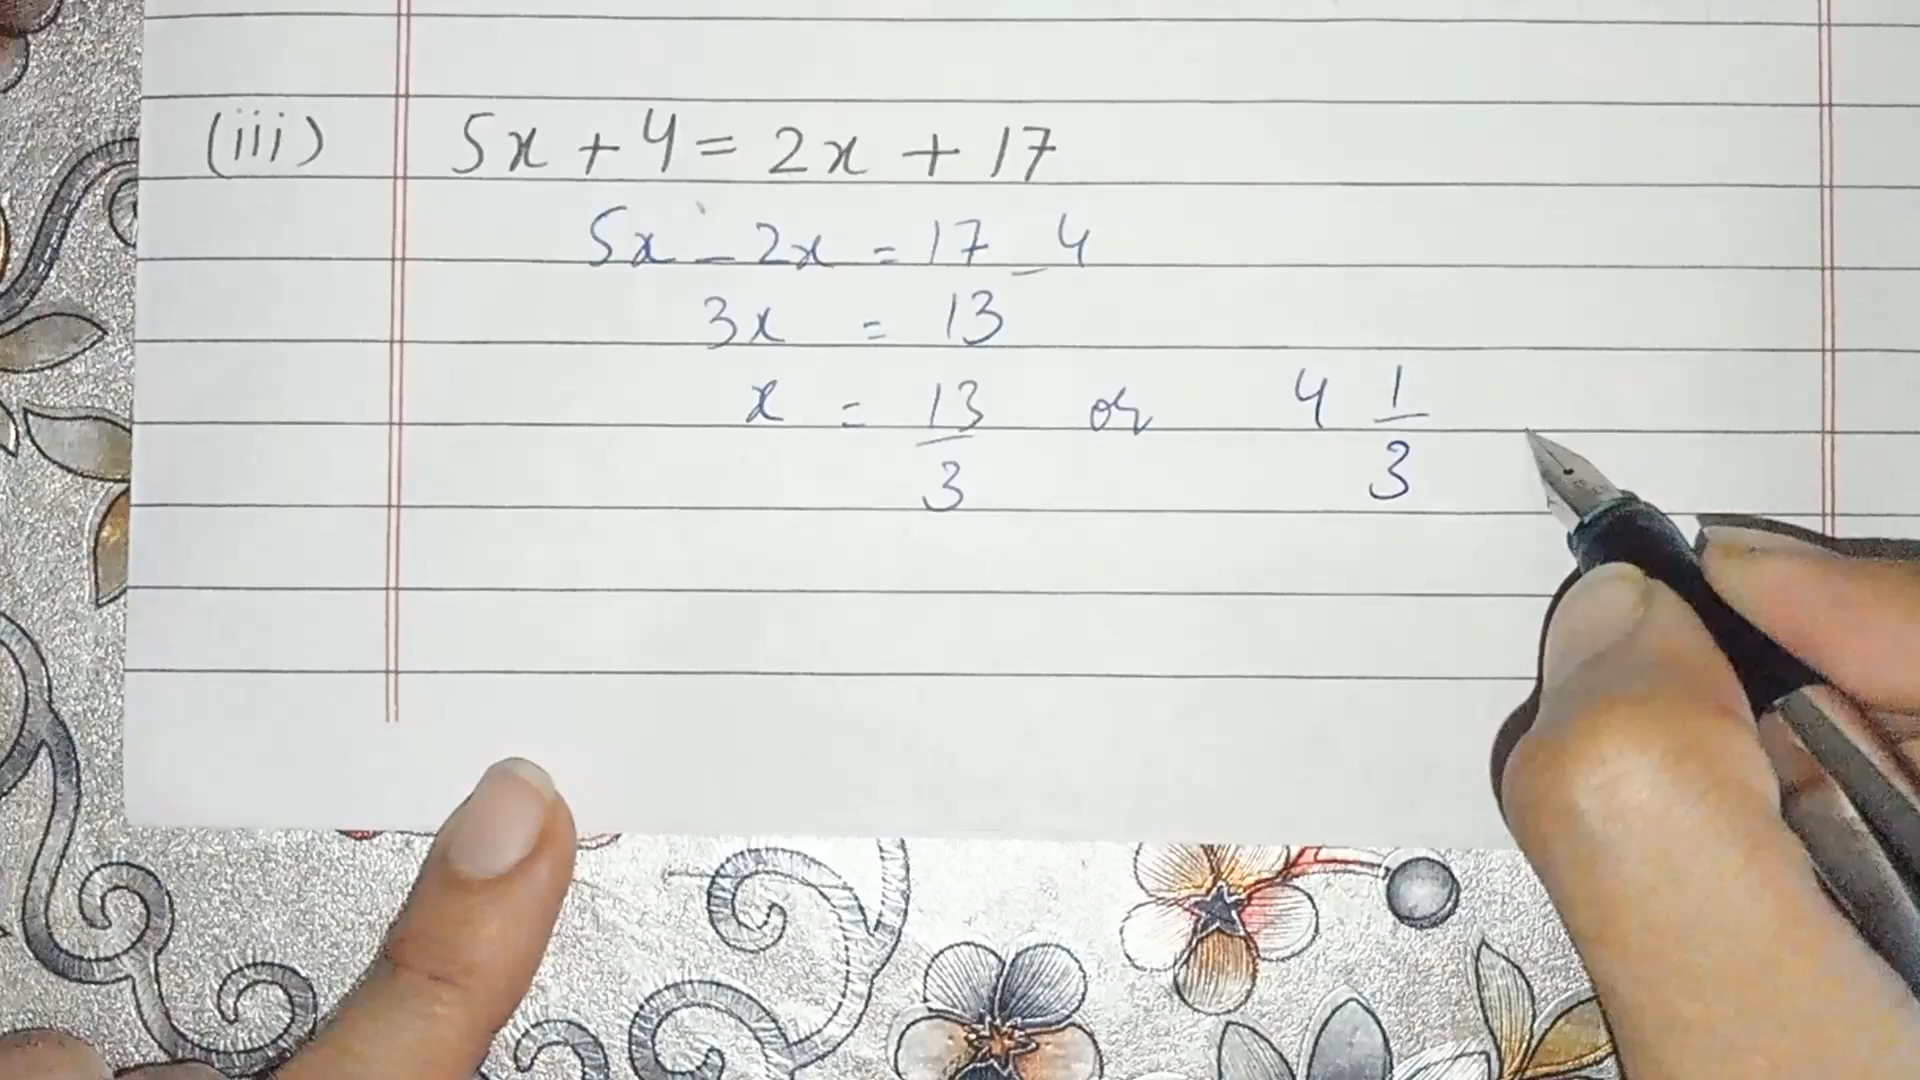 (iii) 5x + 4 = 2x + 17
5x - 2x = 17 - 4
3x = 13
x = 13/3 or 4 1/3